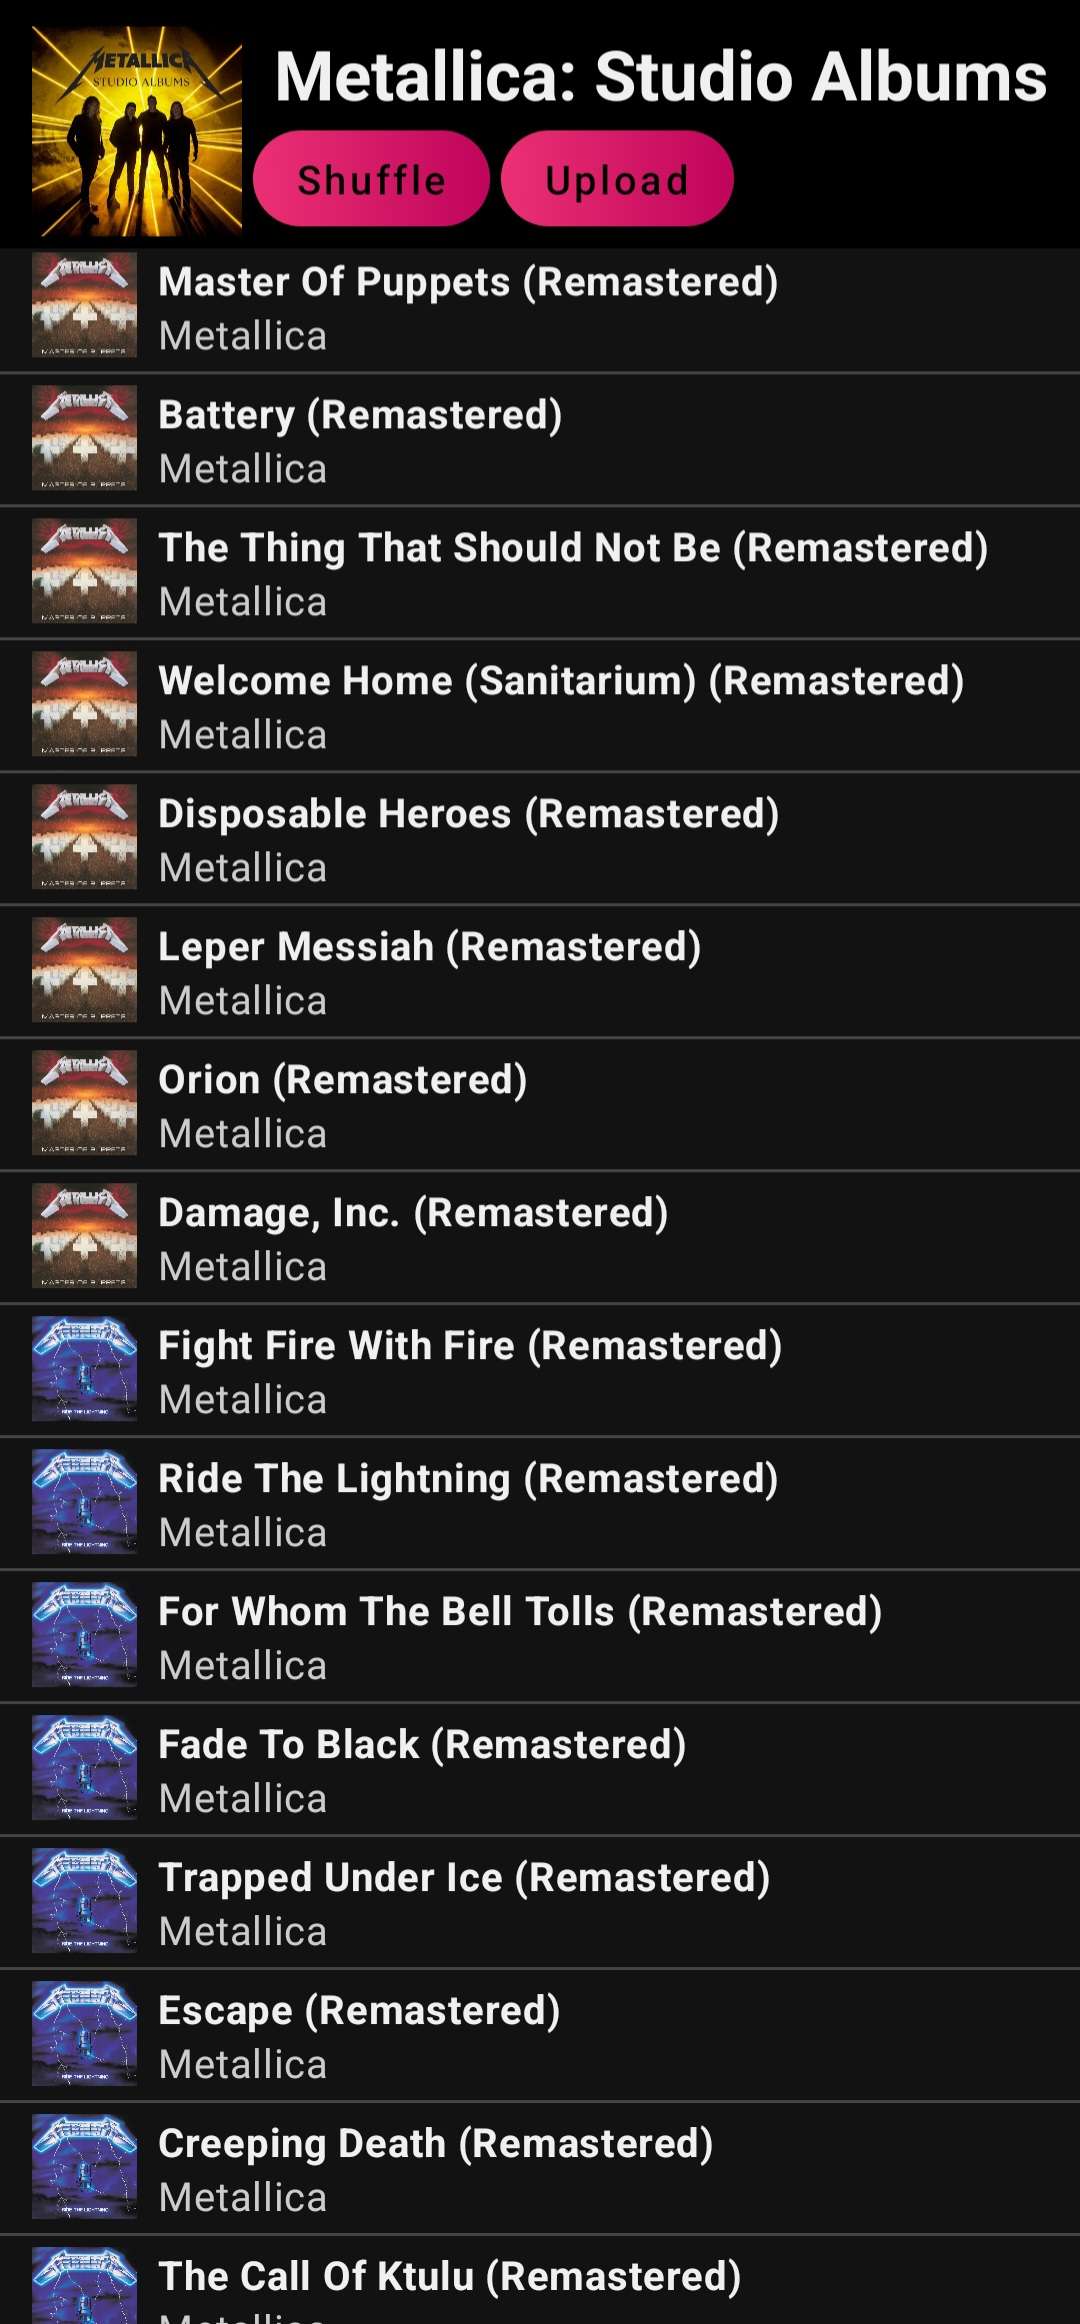 METALLICA
STUDIO ALBUMS
Metallica: Studio Albums
Shuffle
Upload
Master Of Puppets (Remastered)
Metallica
Battery (Remastered)
Metallica
The Thing That Should Not Be (Remastered)
Metallica
Welcome Home (Sanitarium) (Remastered)
Metallica
Disposable Heroes (Remastered)
Metallica
Leper Messiah (Remastered)
Metallica
Orion (Remastered)
Metallica
Damage, Inc. (Remastered)
Metallica
Fight Fire With Fire (Remastered)
Metallica
Ride The Lightning (Remastered)
Metallica
For Whom The Bell Tolls (Remastered)
Metallica
Fade To Black (Remastered)
Metallica
Trapped Under Ice (Remastered)
Metallica
Escape (Remastered)
Metallica
Creeping Death (Remastered)
Metallica
The Call Of Ktulu (Remastered)